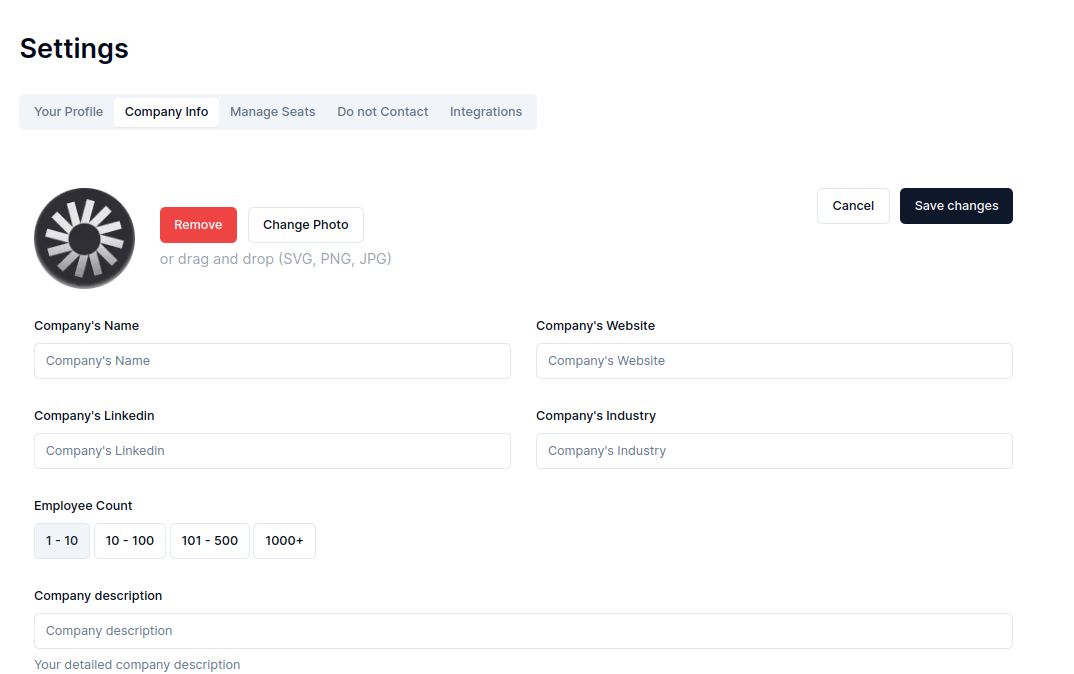 Settings
Your Profile Company Info Manage Seats Do not Contact Integrations
Remove Change Photo Cancel Save changes
or drag and drop (SVG, PNG, JPG)
Company's Name Company's Website
Company's Name Company's Website
Company's Linkedin Company's Industry
Company's Linkedin Company's Industry
Employee Count
1 - 10 10 - 100 101 - 500 1000+
Company description
Company description
Your detailed company description